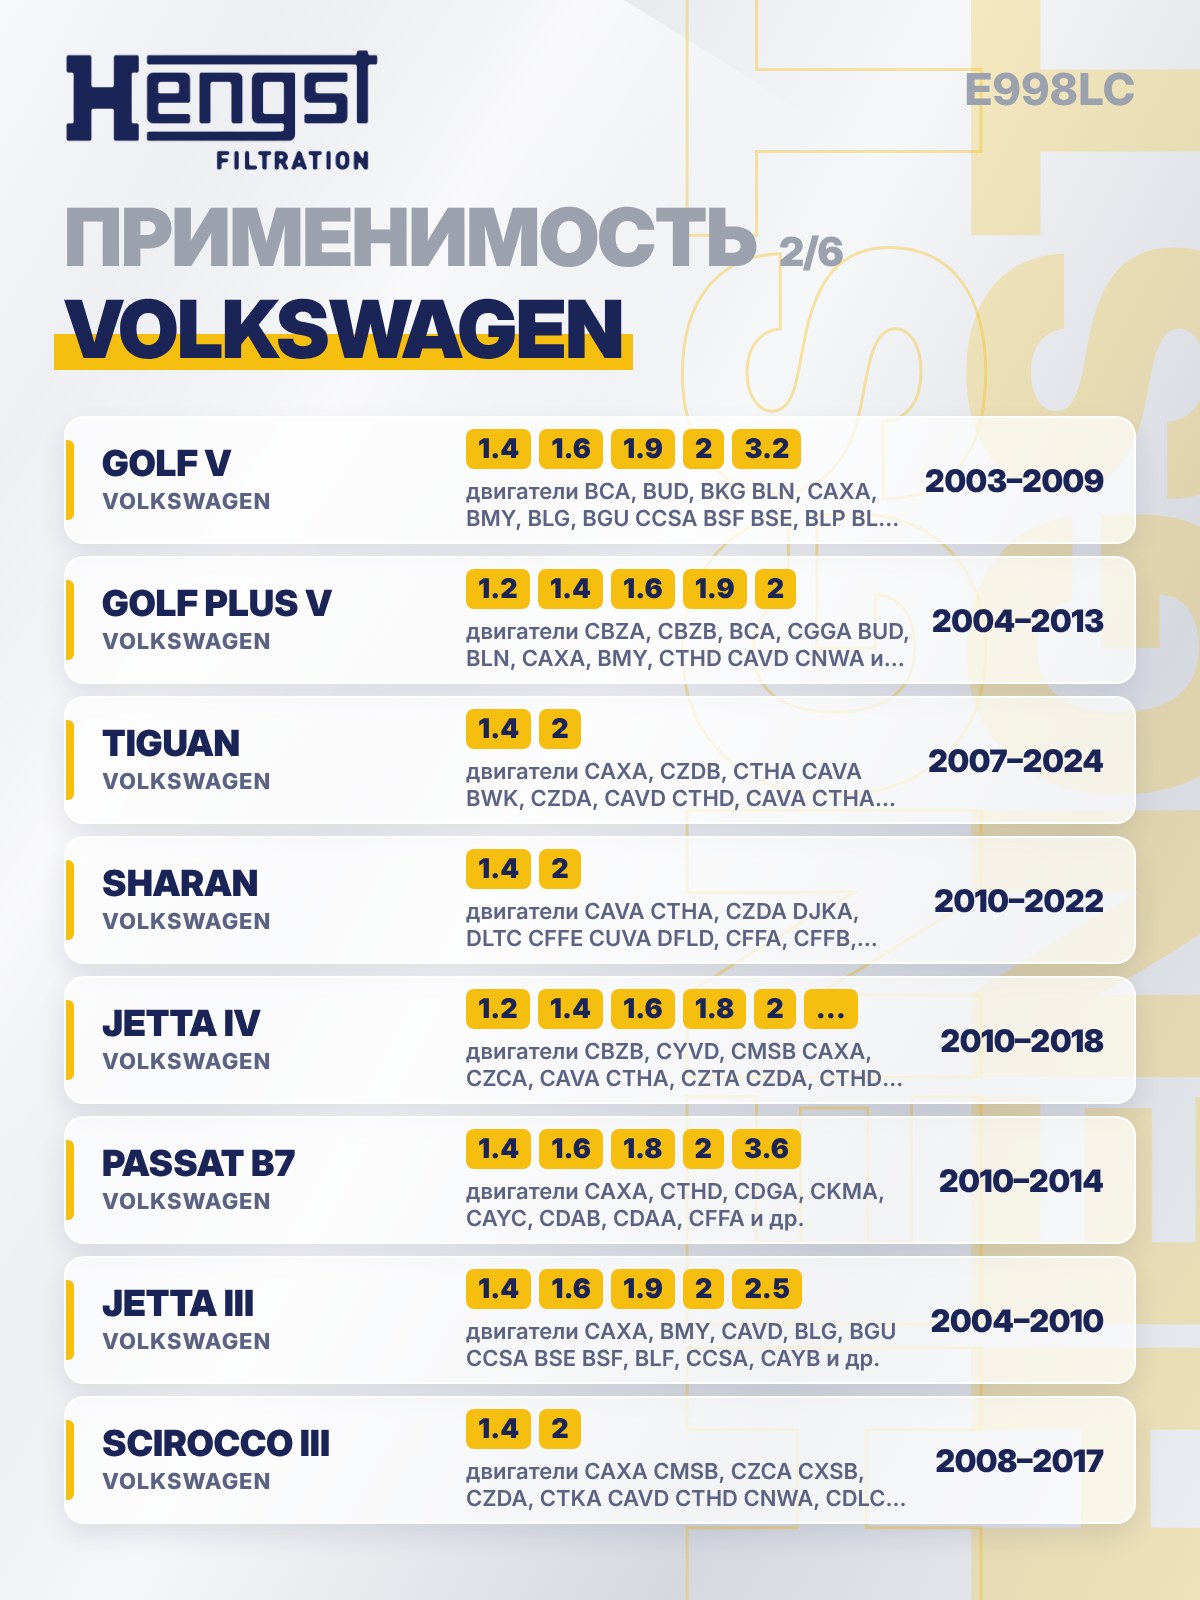 Hengst
FILTRATION
E998LC
ПРИМЕНИМОСТЬ 2/6
VOLKSWAGEN
GOLF V
VOLKSWAGEN
1.4 1.6 1.9 2 3.2
двигатели BCA, BUD, BKG BLN, CAXA,
BMY, BLG, BGU CCSA BSF BSE, BLP BL...
2003–2009
GOLF PLUS V
VOLKSWAGEN
1.2 1.4 1.6 1.9 2
двигатели CBZA, CBZB, BCA, CGGA BUD,
BLN, CAXA, BMY, CTHD CAVD CNWA и...
2004–2013
TIGUAN
VOLKSWAGEN
1.4 2
двигатели CAXA, CZDB, CTHA CAVA
BWK, CZDA, CAVD CTHD, CAVA CTHA...
2007–2024
SHARAN
VOLKSWAGEN
1.4 2
двигатели CAVA CTHA, CZDA DJKA,
DLTC CFFE CUVA DFLD, CFFA, CFFB,...
2010–2022
JETTA IV
VOLKSWAGEN
1.2 1.4 1.6 1.8 2 ...
двигатели CBZB, CYVD, CMSB CAXA,
CZCA, CAVA CTHA, CZTA CZDA, CTHD...
2010–2018
PASSAT B7
VOLKSWAGEN
1.4 1.6 1.8 2 3.6
двигатели CAXA, CTHD, CDGA, CKMA,
CAYC, CDAB, CDAA, CFFA и др.
2010–2014
JETTA III
VOLKSWAGEN
1.4 1.6 1.9 2 2.5
двигатели CAXA, BMY, CAVD, BLG, BGU
CCSA BSE BSF, BLF, CCSA, CAYB и др.
2004–2010
SCIROCCO III
VOLKSWAGEN
1.4 2
двигатели CAXA CMSB, CZCA CXSB,
CZDA, CTKA CAVD CTHD CNWA, CDLC...
2008–2017
HENGST
HENGST